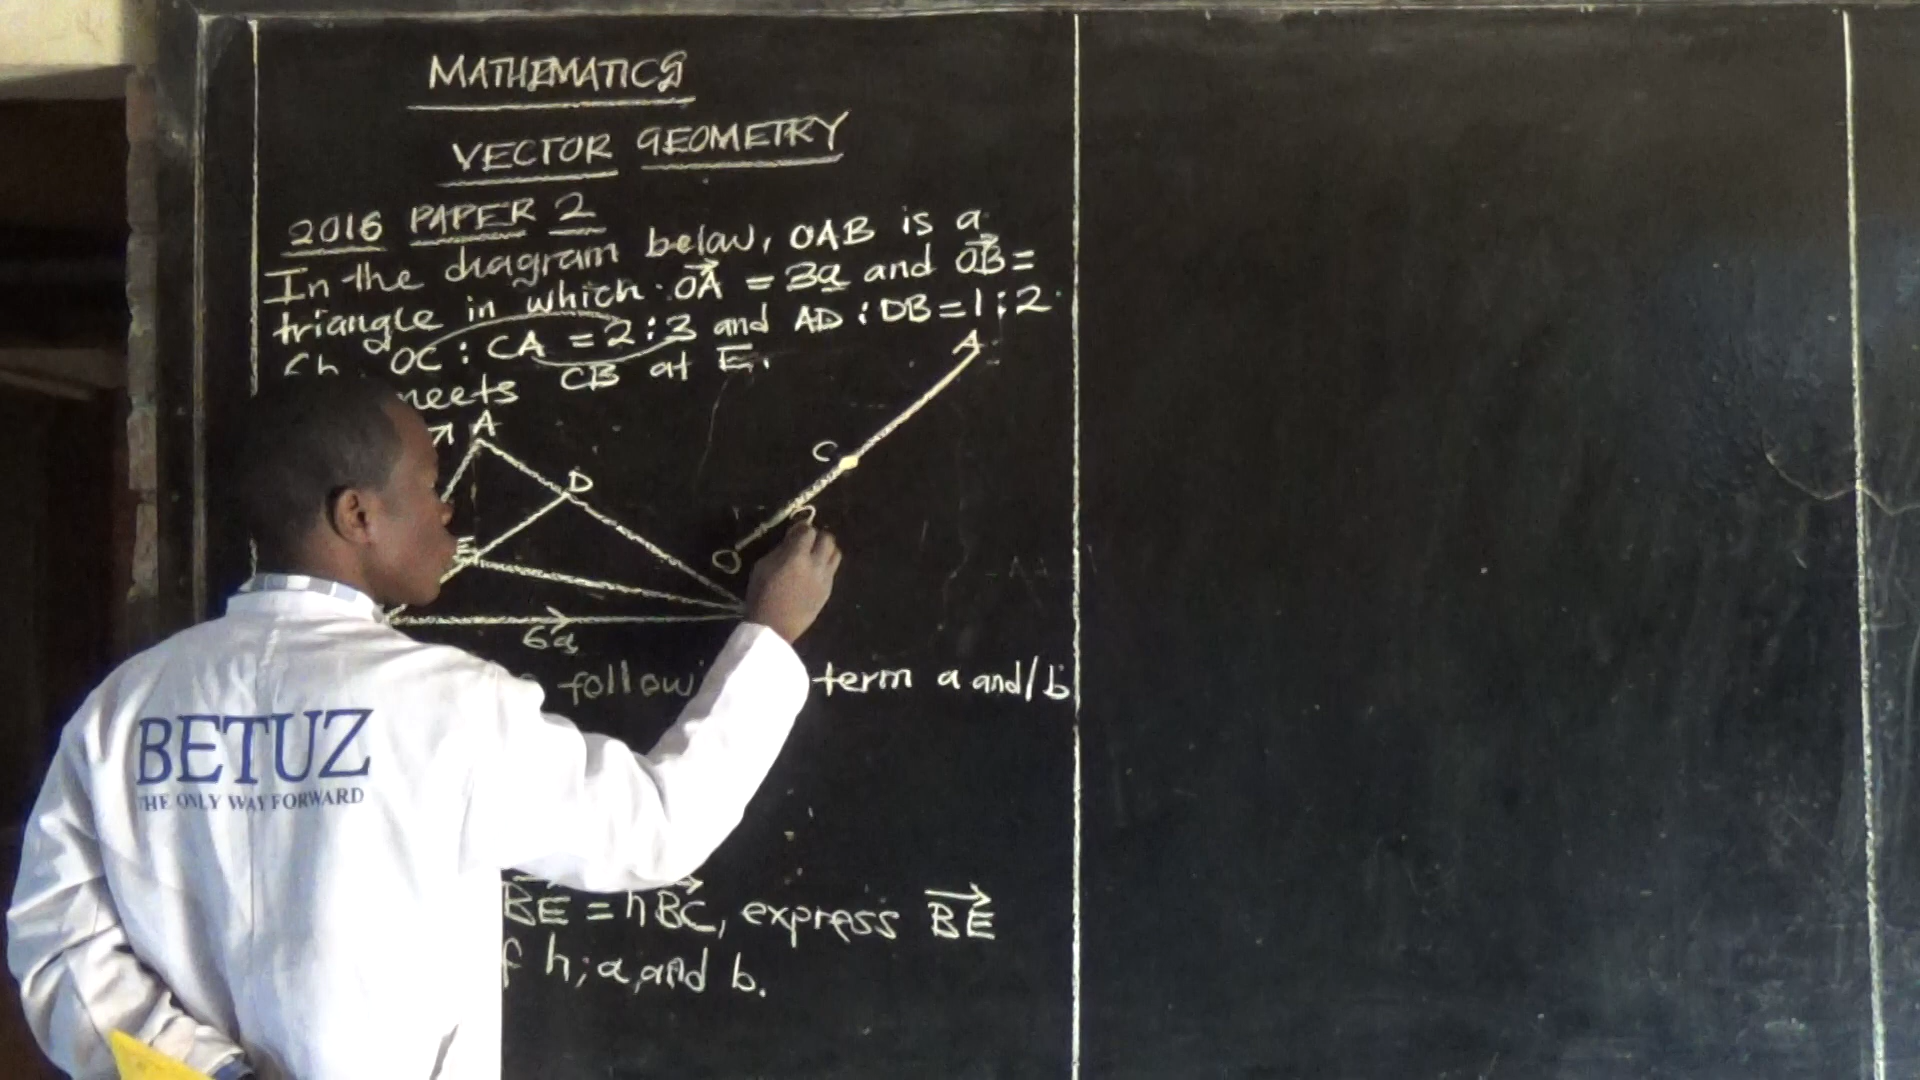 MATHEMATICS
VECTOR GEOMETRY
2016 PAPER 2
In the diagram below, OAB is a
triangle in which OA = 3a and OB =
OC : CA = 2:3 and AD : DB = 1:2
meets CB at E.
A
A
C
D
E
O
6a
follow term a and/b
BE = hBC, express BE
h, a, and b.
BETUZ
THE ONLY WAY FORWARD